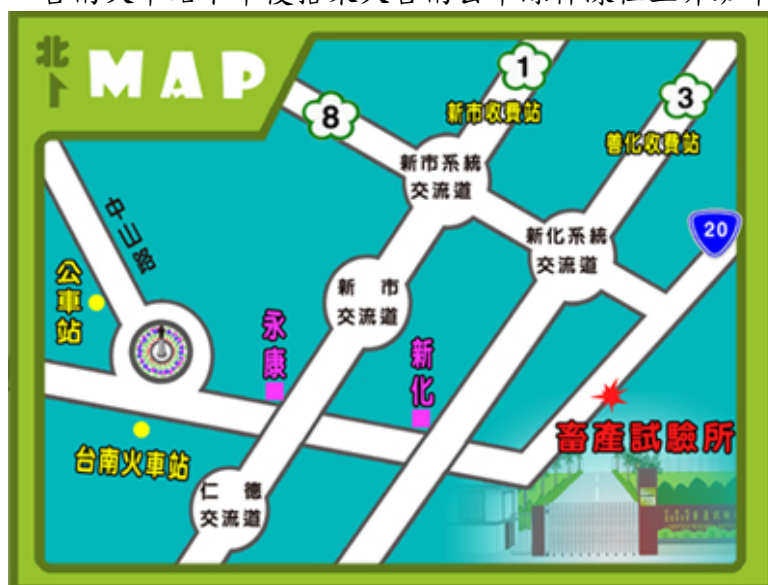 北
MAP
1
新市收費站
3
善化收費站
8
新市系統
交流道
20
新化系統
交流道
中山路
公車站
新 市
交流道
永康
新化
畜產試驗所
台南火車站
仁 德
交流道